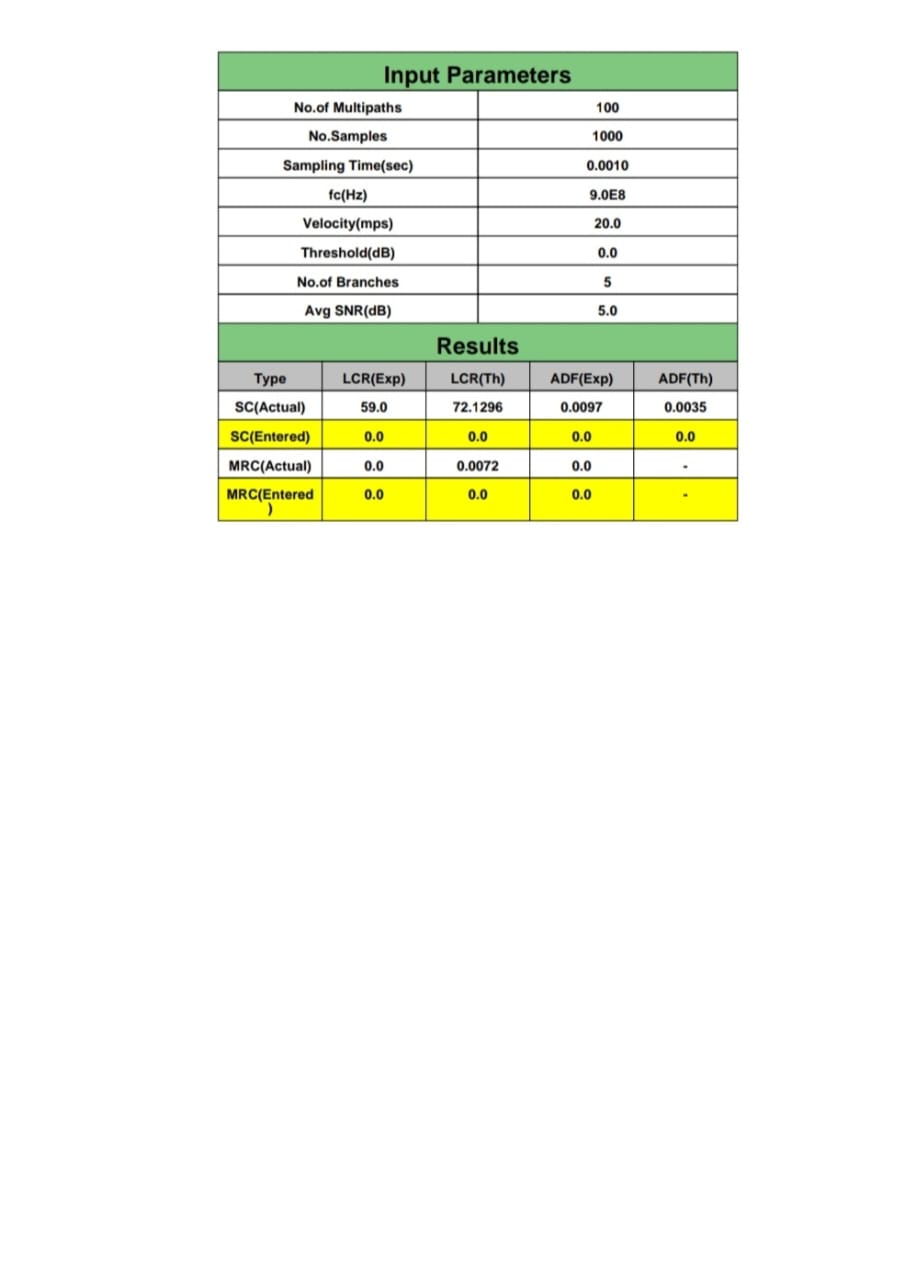 Input Parameters
No.of Multipaths 100
No.Samples 1000
Sampling Time(sec) 0.0010
fc(Hz) 9.0E8
Velocity(mps) 20.0
Threshold(dB) 0.0
No.of Branches 5
Avg SNR(dB) 5.0
Results
Type LCR(Exp) LCR(Th) ADF(Exp) ADF(Th)
SC(Actual) 59.0 72.1296 0.0097 0.0035
SC(Entered) 0.0 0.0 0.0 0.0
MRC(Actual) 0.0 0.0072 0.0 -
MRC(Entered 0.0 0.0 0.0 -
)